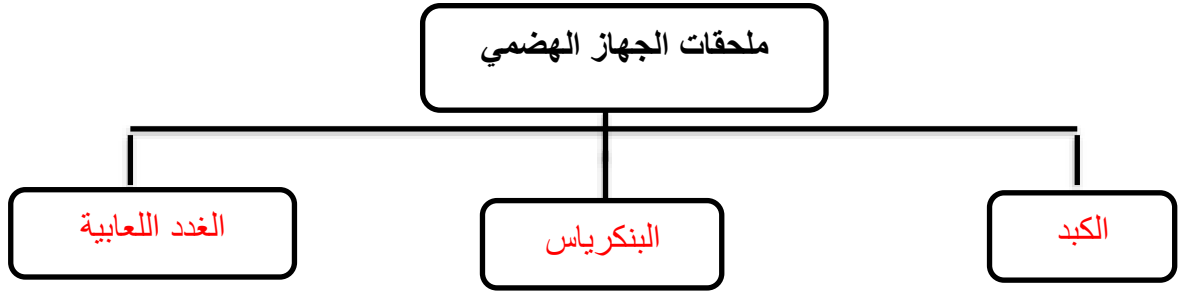 ملحقات الجهاز الهضمي
الكبد
البنكرياس
الغدد اللعابية